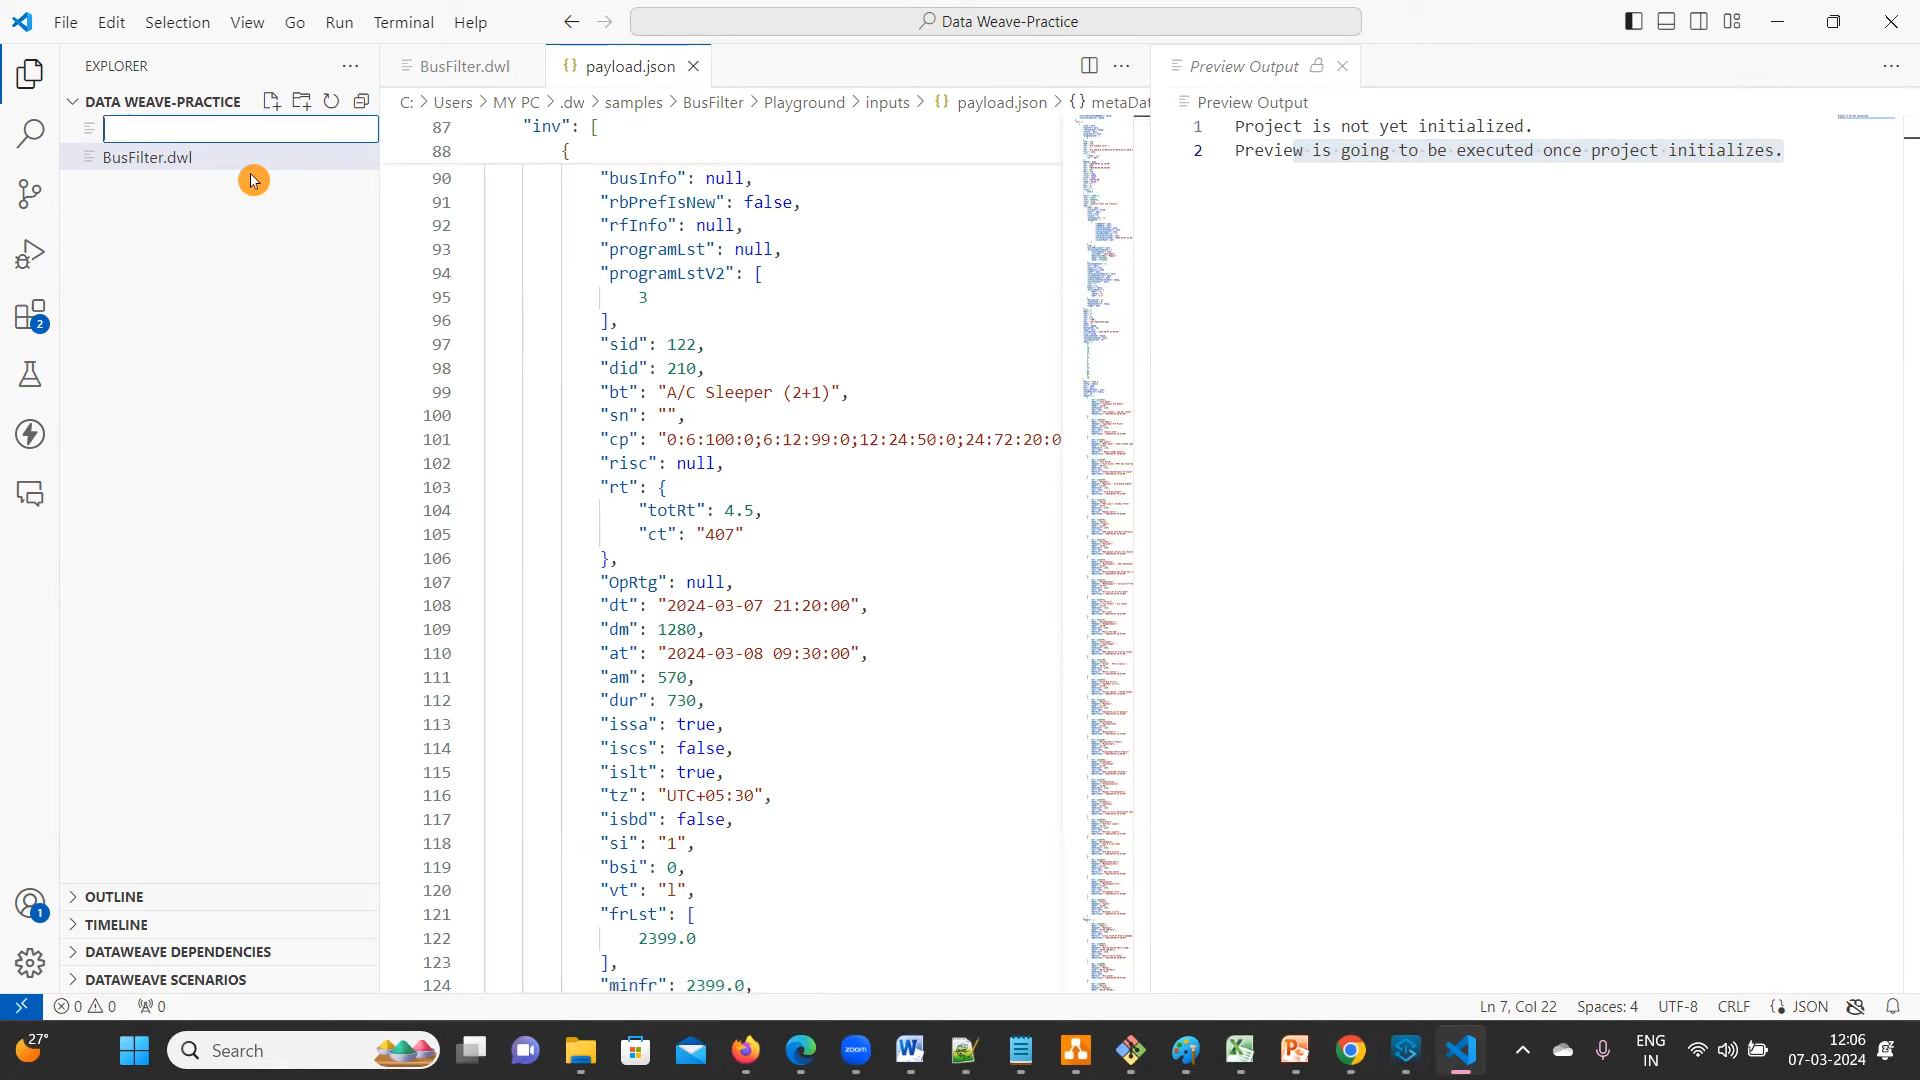 File Edit Selection View Go Run Terminal Help
Data Weave-Practice
EXPLORER
DATA WEAVE-PRACTICE
BusFilter.dwl
2
1
OUTLINE
TIMELINE
DATAWEAVE DEPENDENCIES
DATAWEAVE SCENARIOS
BusFilter.dwl
payload.json
C: > Users > MY PC > .dw > samples > BusFilter > Playground > inputs > {} payload.json > {} metaDat
87 "inv": [
88 {
90 "busInfo": null,
91 "rbPrefIsNew": false,
92 "rfInfo": null,
93 "programLst": null,
94 "programLstV2": [
95 3
96 ],
97 "sid": 122,
98 "did": 210,
99 "bt": "A/C Sleeper (2+1)",
100 "sn": "",
101 "cp": "0:6:100:0;6:12:99:0;12:24:50:0;24:72:20:0
102 "risc": null,
103 "rt": {
104 "totRt": 4.5,
105 "ct": "407"
106 },
107 "OpRtg": null,
108 "dt": "2024-03-07 21:20:00",
109 "dm": 1280,
110 "at": "2024-03-08 09:30:00",
111 "am": 570,
112 "dur": 730,
113 "issa": true,
114 "iscs": false,
115 "islt": true,
116 "tz": "UTC+05:30",
117 "isbd": false,
118 "si": "1",
119 "bsi": 0,
120 "vt": "l",
121 "frLst": [
122 2399.0
123 ],
124 "minfr": 2399.0,
Preview Output
Preview Output
1 Project is not yet initialized.
2 Preview is going to be executed once project initializes.
0 0 0
Ln 7, Col 22 Spaces: 4 UTF-8 CRLF {} JSON
27°
Search
zoom
ENG
IN
12:06
07-03-2024